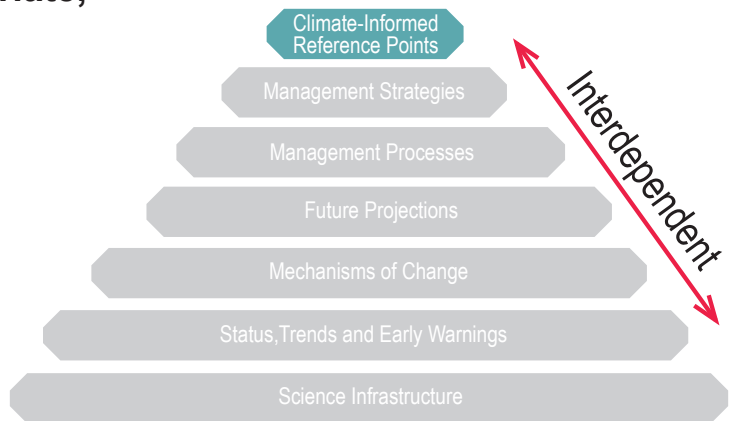 Climate-Informed
Reference Points
Management Strategies
Management Processes
Future Projections
Mechanisms of Change
Status,Trends and Early Warnings
Science Infrastructure
Interdependent